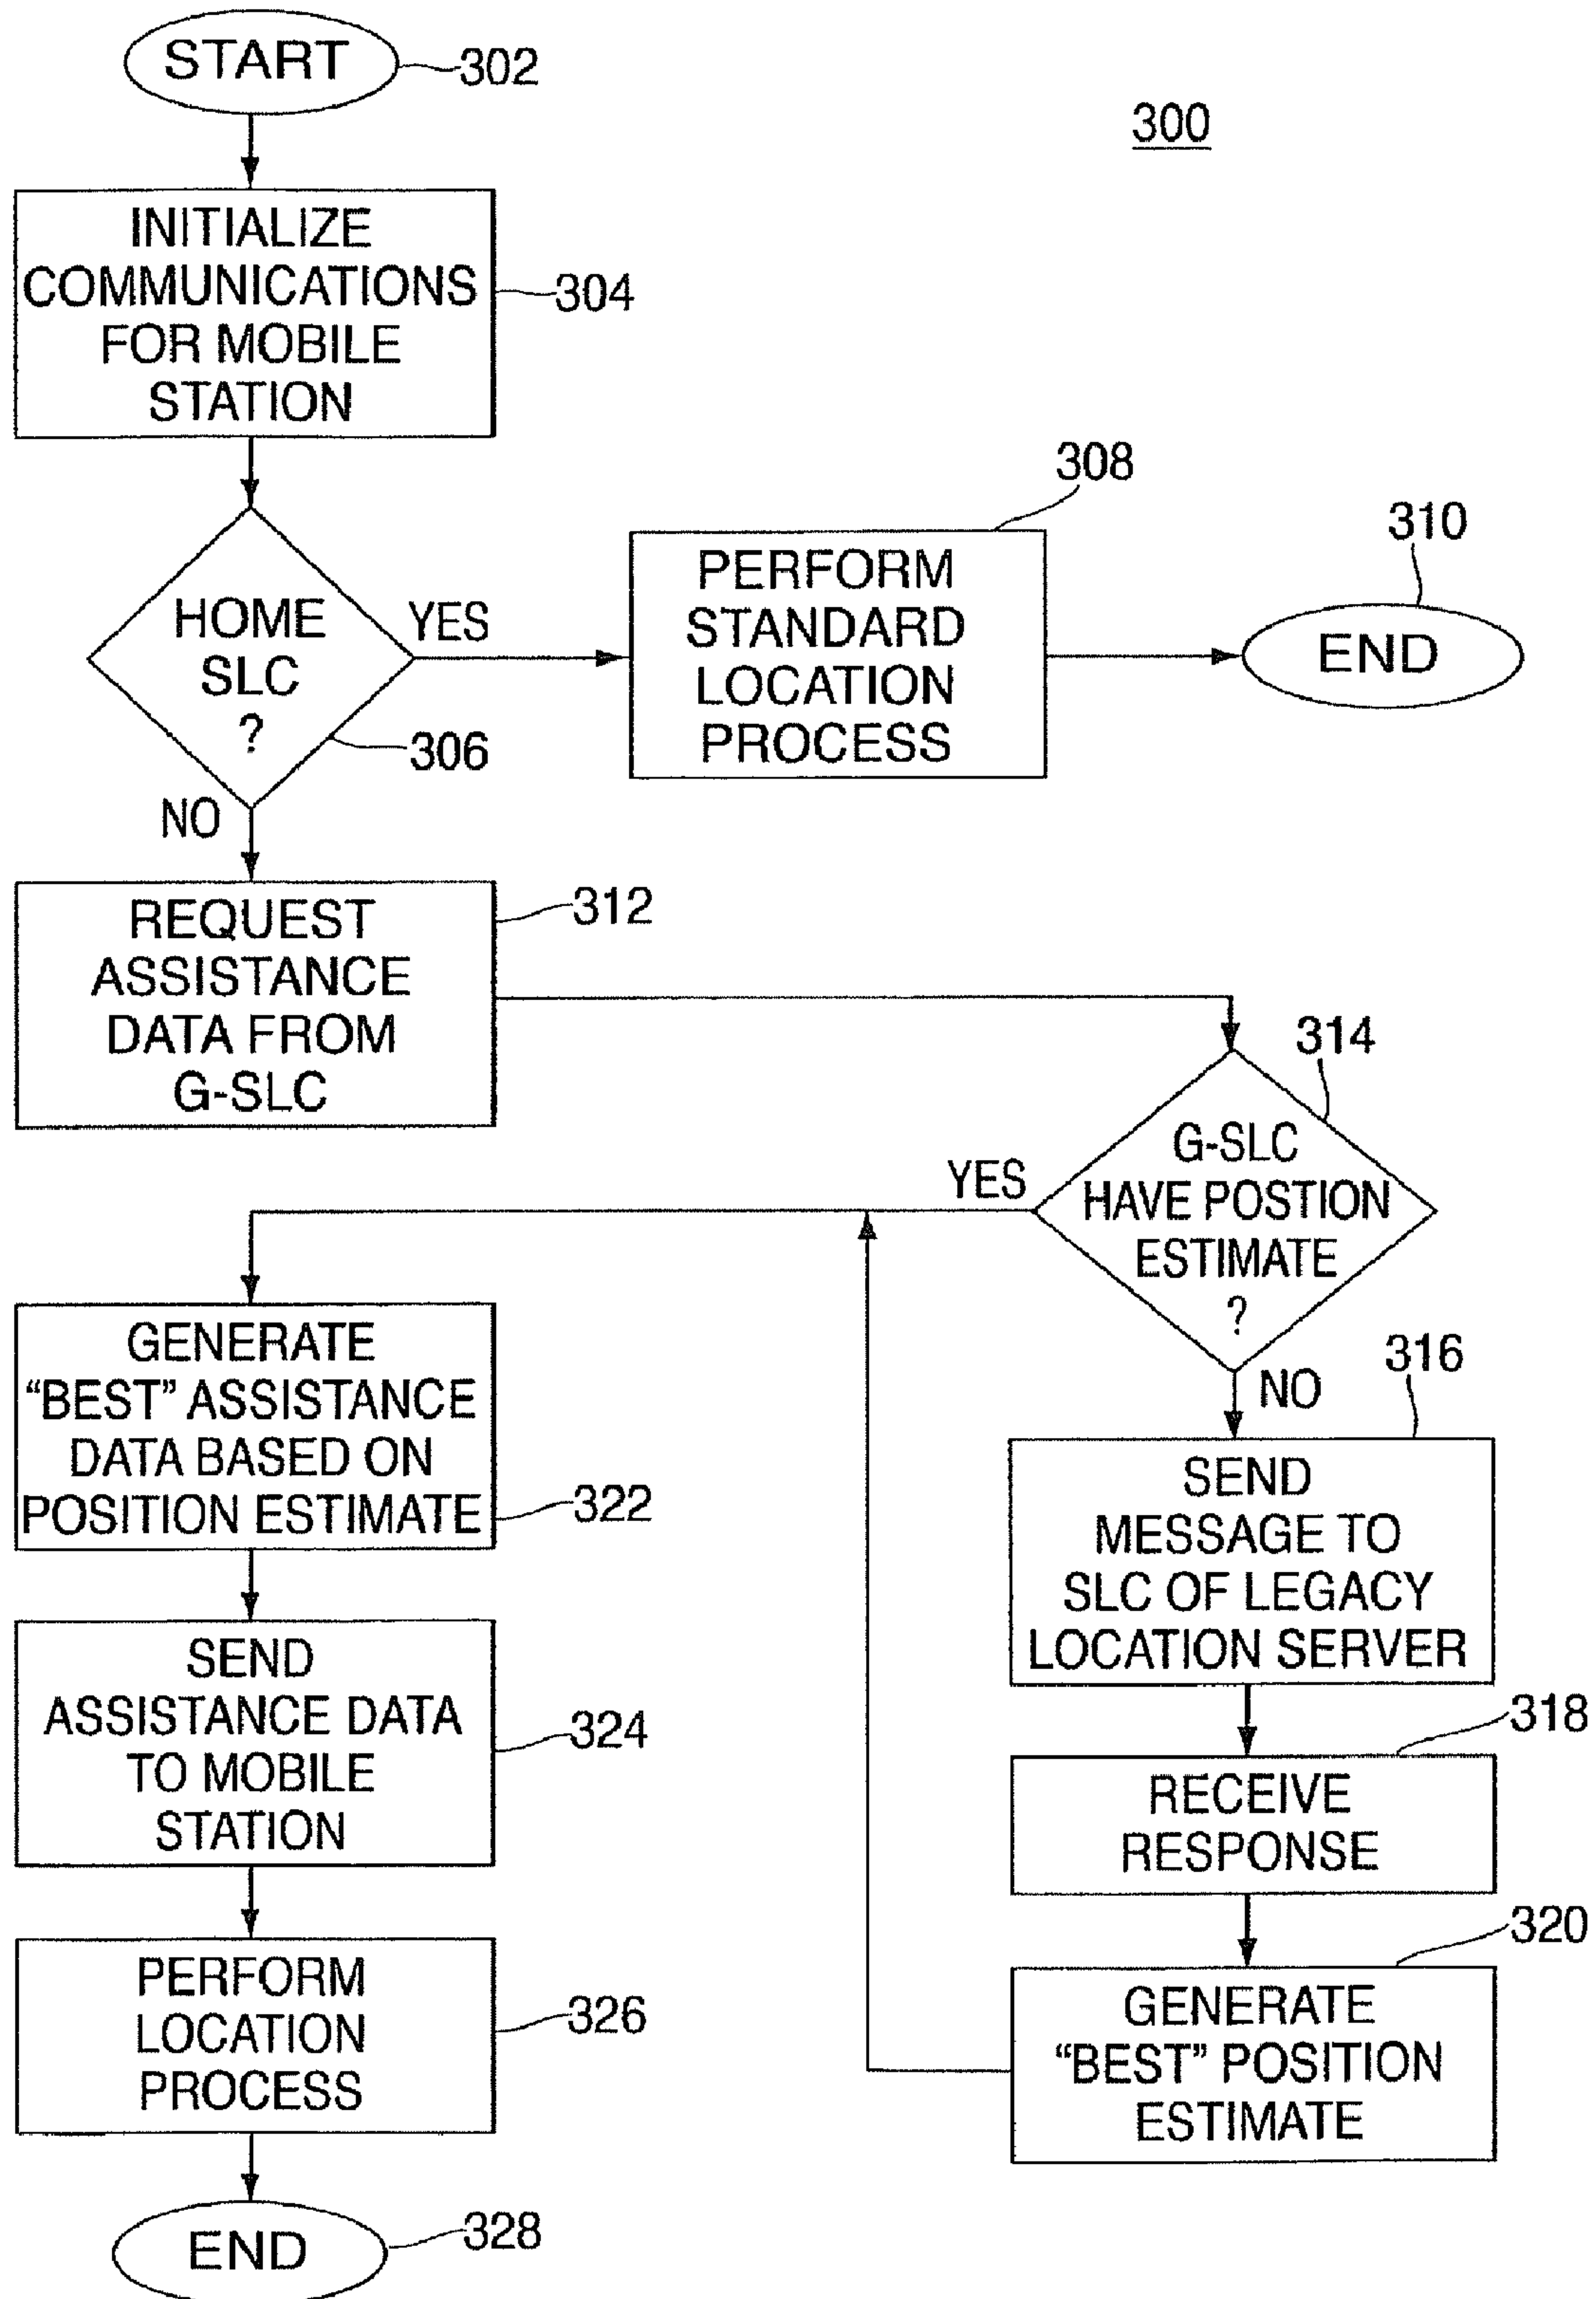 START
302
300
INITIALIZE
COMMUNICATIONS
FOR MOBILE
STATION
304
HOME
SLC
?
306
YES
NO
308
PERFORM
STANDARD
LOCATION
PROCESS
310
END
REQUEST
ASSISTANCE
DATA FROM
G-SLC
312
314
G-SLC
HAVE POSTION
ESTIMATE
?
YES
NO
316
SEND
MESSAGE TO
SLC OF LEGACY
LOCATION SERVER
318
RECEIVE
RESPONSE
320
GENERATE
“BEST” POSITION
ESTIMATE
GENERATE
“BEST” ASSISTANCE
DATA BASED ON
POSITION ESTIMATE
322
SEND
ASSISTANCE DATA
TO MOBILE
STATION
324
PERFORM
LOCATION
PROCESS
326
END
328